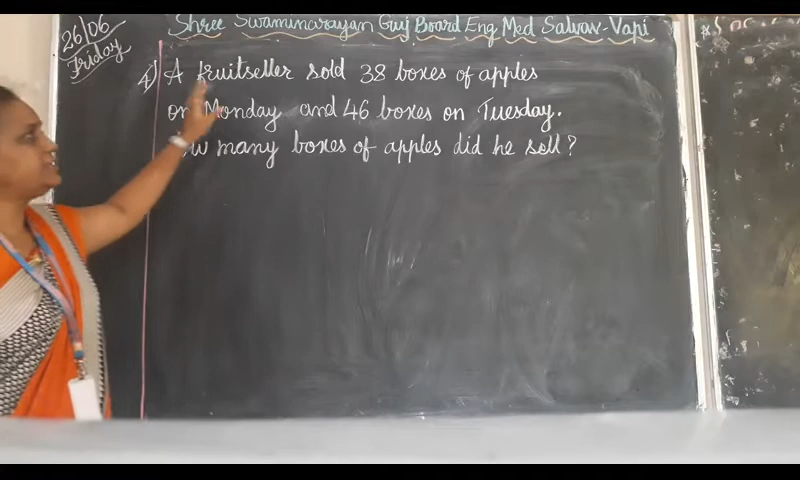 Shree Swaminarayan Guj Board Eng Med Salvav-Vapi
26/06
Friday
4) A fruitseller sold 38 boxes of apples
on Monday and 46 boxes on Tuesday.
many boxes of apples did he sell?